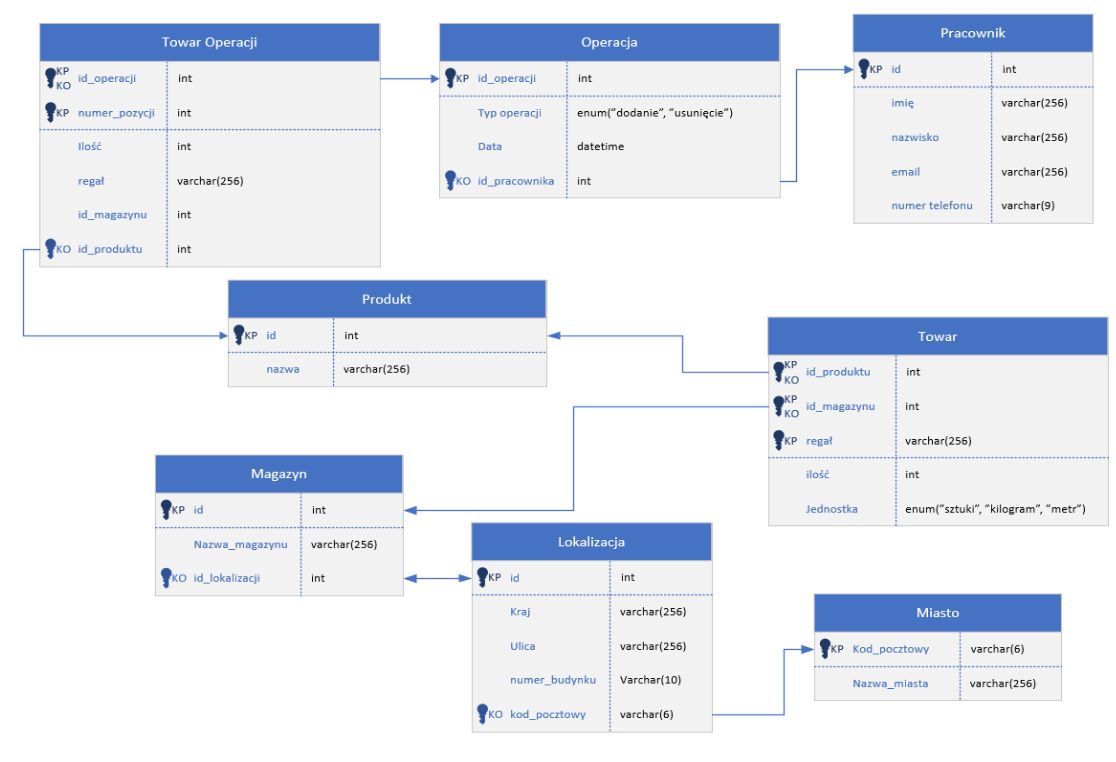 Towar Operacji
KP
KO id_operacji int
KP numer_pozycji int
Ilość int
regał varchar(256)
id_magazynu int
KO id_produktu int
Operacja
KP id_operacji int
Typ operacji enum(”dodanie”, ”usunięcie”)
Data datetime
KO id_pracownika int
Pracownik
KP id int
imię varchar(256)
nazwisko varchar(256)
email varchar(256)
numer telefonu varchar(9)
Produkt
KP id int
nazwa varchar(256)
Towar
KP
KO id_produktu int
KP
KO id_magazynu int
KP regał varchar(256)
ilość int
Jednostka enum(”sztuki”, ”kilogram”, ”metr”)
Magazyn
KP id int
Nazwa_magazynu varchar(256)
KO id_lokalizacji int
Lokalizacja
KP id int
Kraj varchar(256)
Ulica varchar(256)
numer_budynku Varchar(10)
KO kod_pocztowy varchar(6)
Miasto
KP Kod_pocztowy varchar(6)
Nazwa_miasta varchar(256)